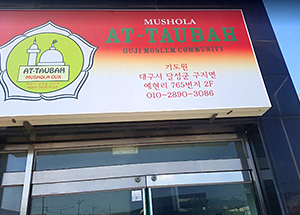 MUSHOLA
AT-TAUBAH
GUJI MOSLEM COMMUNITY
AT-TAUBAH
MUSHOLA GUJI
기도원
대구시 달성군 구지면
예현리 765번지 2F
010-2890-3086